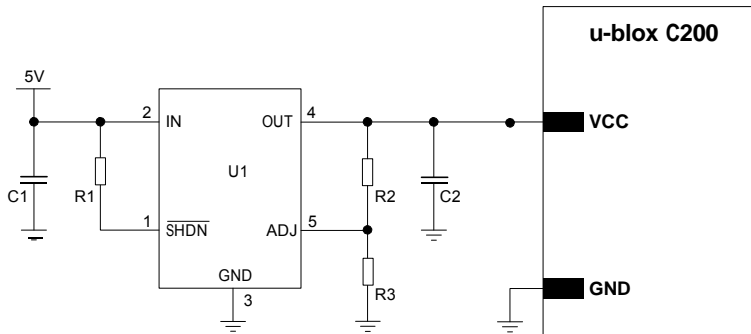 u-blox C200
5V
2
IN
OUT
4
VCC
C1
R1
U1
R2
C2
1
SHDN
ADJ
5
GND
3
R3
GND